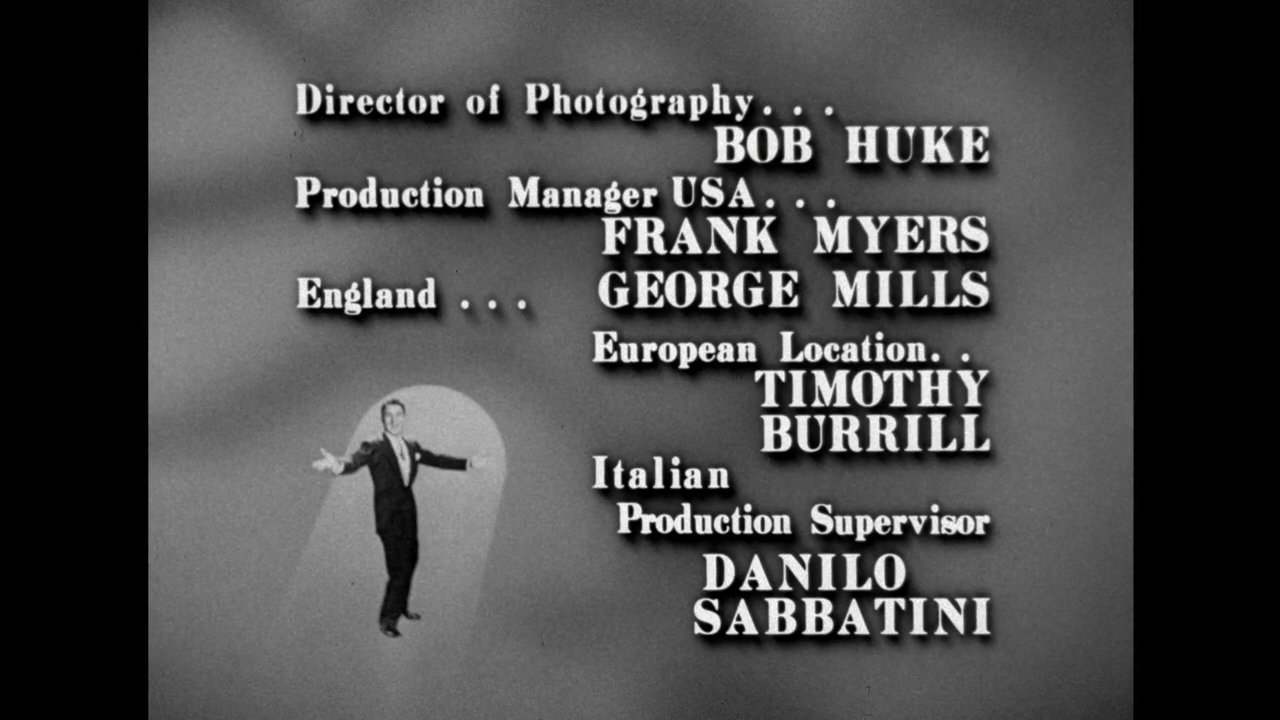 Director of Photography...
BOB HUKE
Production Manager USA...
FRANK MYERS
England ... GEORGE MILLS
European Location..
TIMOTHY
BURRILL
Italian
Production Supervisor
DANILO
SABBATINI